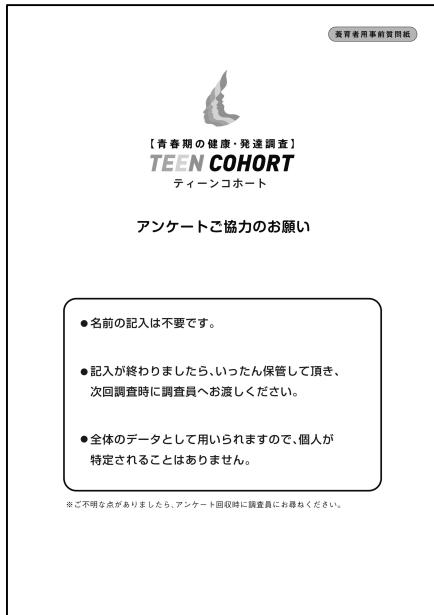 養育者用事前質問紙
【青春期の健康・発達調査】
TEEN COHORT
ティーンコホート
アンケートご協力のお願い
●名前の記入は不要です。
●記入が終わりましたら、いったん保管して頂き、
次回調査時に調査員へお渡しください。
●全体のデータとして用いられますので、個人が
特定されることはありません。
※ご不明な点がありましたら、アンケート回収時に調査員にお尋ねください。